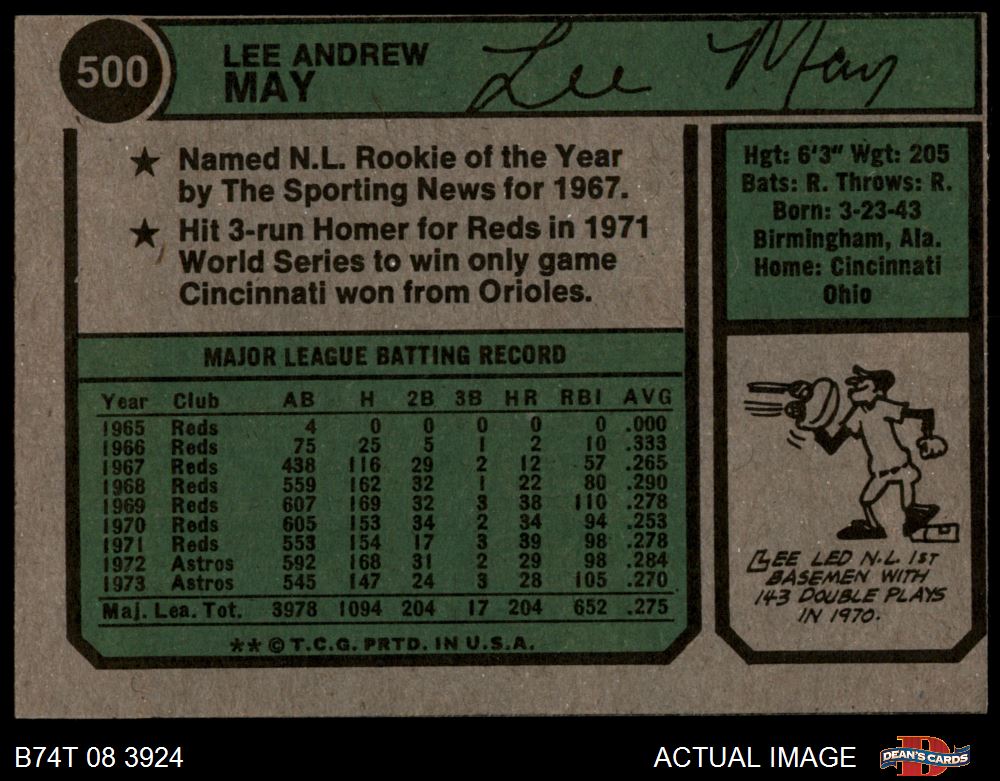 500
LEE ANDREW
MAY
Lee May
★ Named N.L. Rookie of the Year
by The Sporting News for 1967.
★ Hit 3-run Homer for Reds in 1971
World Series to win only game
Cincinnati won from Orioles.
Hgt: 6'3" Wgt: 205
Bats: R. Throws: R.
Born: 3-23-43
Birmingham, Ala.
Home: Cincinnati
Ohio
MAJOR LEAGUE BATTING RECORD
Year Club AB H 2B 3B HR RBI AVG
1965 Reds 4 0 0 0 0 0 .000
1966 Reds 75 25 5 1 2 10 .333
1967 Reds 438 116 29 2 12 57 .265
1968 Reds 559 162 32 1 22 80 .290
1969 Reds 607 169 32 3 38 110 .278
1970 Reds 605 153 34 2 34 94 .253
1971 Reds 553 154 17 3 39 98 .278
1972 Astros 592 168 31 2 29 98 .284
1973 Astros 545 147 24 3 28 105 .270
Maj. Lea. Tot. 3978 1094 204 17 204 652 .275
** © T.C.G. PRTD. IN U.S.A.
LEE LED N.L. 1ST
BASEMEN WITH
143 DOUBLE PLAYS
IN 1970.
B74T 08 3924
ACTUAL IMAGE
DEAN'S CARDS